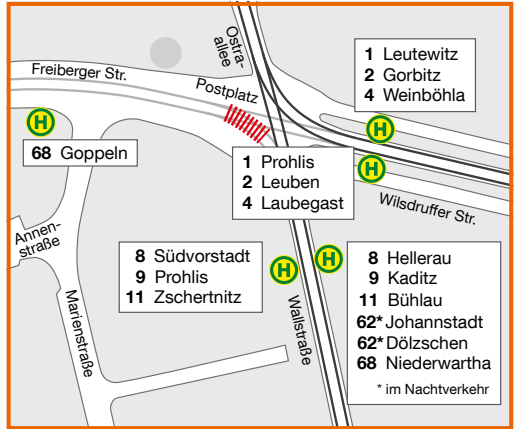 Ostra-
allee
Freiberger Str.
Postplatz
1 Leutewitz
2 Gorbitz
4 Weinböhla
H
H
68 Goppeln
H
1 Prohlis
2 Leuben
4 Laubegast
Wilsdruffer Str.
Annen-
straße
8 Südvorstadt
9 Prohlis
11 Zschertnitz
H
H
8 Hellerau
9 Kaditz
11 Bühlau
62* Johannstadt
62* Dölzschen
68 Niederwartha
* im Nachtverkehr
Marienstraße
Wallstraße